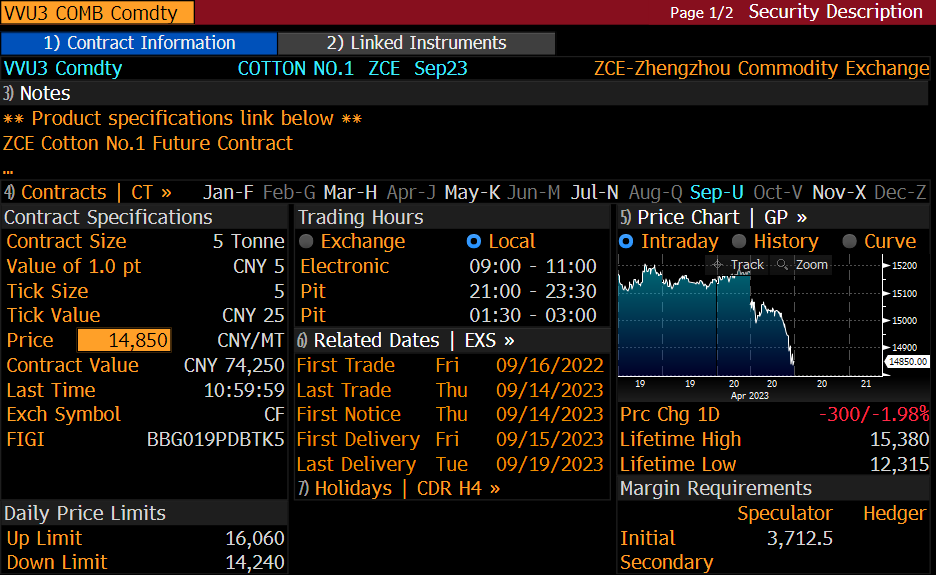 VVU3 COMB Comdty Page 1/2 Security Description
1) Contract Information 2) Linked Instruments
VVU3 Comdty COTTON NO.1 ZCE Sep23 ZCE-Zhengzhou Commodity Exchange
3) Notes
** Product specifications link below **
ZCE Cotton No.1 Future Contract
…
4) Contracts | CT » Jan-F Feb-G Mar-H Apr-J May-K Jun-M Jul-N Aug-Q Sep-U Oct-V Nov-X Dec-Z
Contract Specifications
Contract Size 5 Tonne
Value of 1.0 pt CNY 5
Tick Size 5
Tick Value CNY 25
Price 14,850 CNY/MT
Contract Value CNY 74,250
Last Time 10:59:59
Exch Symbol CF
FIGI BBG019PDBTK5
Daily Price Limits
Up Limit 16,060
Down Limit 14,240
Trading Hours
Exchange Local
Electronic 09:00 - 11:00
Pit 21:00 - 23:30
Pit 01:30 - 03:00
6) Related Dates | EXS »
First Trade Fri 09/16/2022
Last Trade Thu 09/14/2023
First Notice Thu 09/14/2023
First Delivery Fri 09/15/2023
Last Delivery Tue 09/19/2023
7) Holidays | CDR H4 »
5) Price Chart | GP »
Intraday History Curve
Track Zoom
15200
15100
15000
14900
14850.00
19 19 20 20 20 21
Apr 2023
Prc Chg 1D -300/-1.98%
Lifetime High 15,380
Lifetime Low 12,315
Margin Requirements
Speculator Hedger
Initial 3,712.5
Secondary